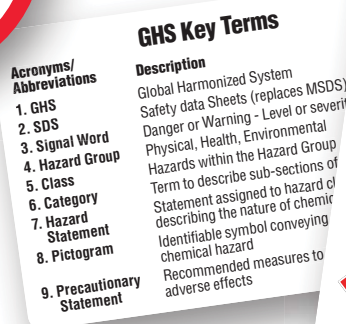 GHS Key Terms
Acronyms/
Abbreviations
Description
1. GHS
Global Harmonized System
2. SDS
Safety data Sheets (replaces MSDS)
3. Signal Word
Danger or Warning - Level or
4. Hazard Group
Physical, Health, Environmental
5. Class
Hazards within the Hazard Group
6. Category
Term to describe sub-sections of
7. Hazard
Statement
Statement assigned to hazard
describing the nature of
8. Pictogram
Identifiable symbol conveying
chemical hazard
9. Precautionary
Statement
Recommended measures to
adverse effects